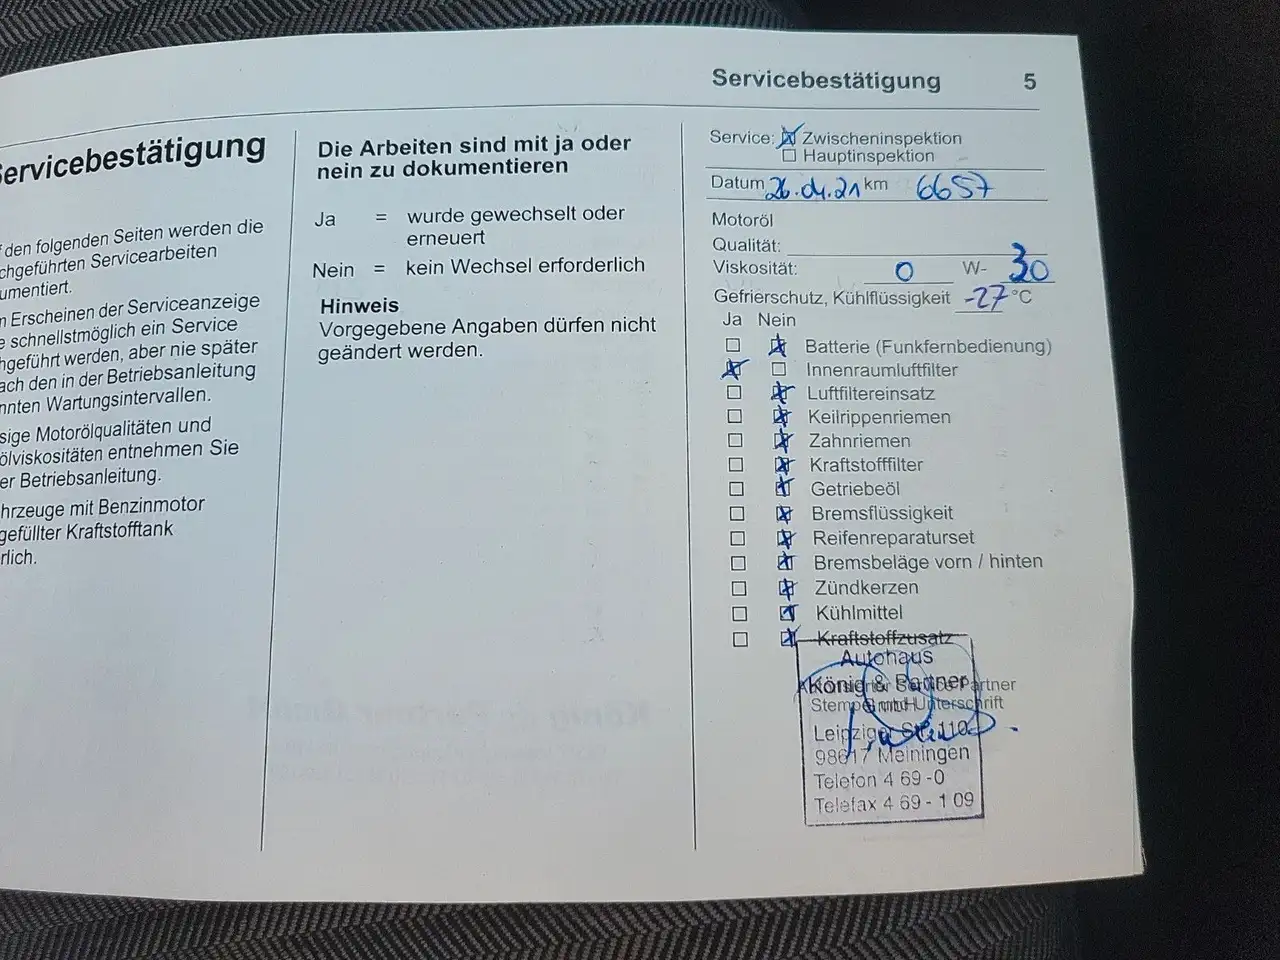 Servicebestätigung 5
Servicebestätigung
den folgenden Seiten werden die
chgeführten Servicearbeiten
umentiert.
Erscheinen der Serviceanzeige
schnellstmöglich ein Service
hgeführt werden, aber nie später
ach den in der Betriebsanleitung
nnten Wartungsintervallen.
sige Motorölqualitäten und
ölviskositäten entnehmen Sie
er Betriebsanleitung.
hrzeuge mit Benzinmotor
gefüllter Kraftstofftank
rlich.
Die Arbeiten sind mit ja oder
nein zu dokumentieren
Ja = wurde gewechselt oder
erneuert
Nein = kein Wechsel erforderlich
Hinweis
Vorgegebene Angaben dürfen nicht
geändert werden.
Service: Zwischeninspektion
Hauptinspektion
Datum 26.04.21 km 6657
Motoröl
Qualität:
Viskosität: 0 W- 30
Gefrierschutz, Kühlflüssigkeit -27 °C
Ja Nein
Batterie (Funkfernbedienung)
Innenraumluftfilter
Luftfiltereinsatz
Keilrippenriemen
Zahnriemen
Kraftstofffilter
Getriebeöl
Bremsflüssigkeit
Reifenreparaturset
Bremsbeläge vorn / hinten
Zündkerzen
Kühlmittel
Kraftstoffzusatz
Autohaus
König & Partner
Service Partner
Stempel und Unterschrift
Leipziger Str. 110
98617 Meiningen
Telefon 4 69 -0
Telefax 4 69 - 1 09